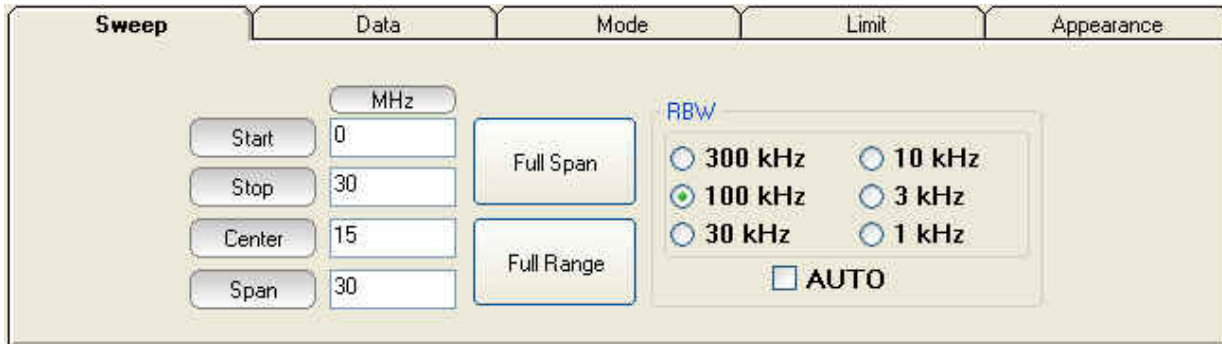 Sweep Data Mode Limit Appearance
MHz
Start 0
Stop 30
Center 15
Span 30
Full Span
Full Range
RBW
300 kHz 10 kHz
100 kHz 3 kHz
30 kHz 1 kHz
AUTO